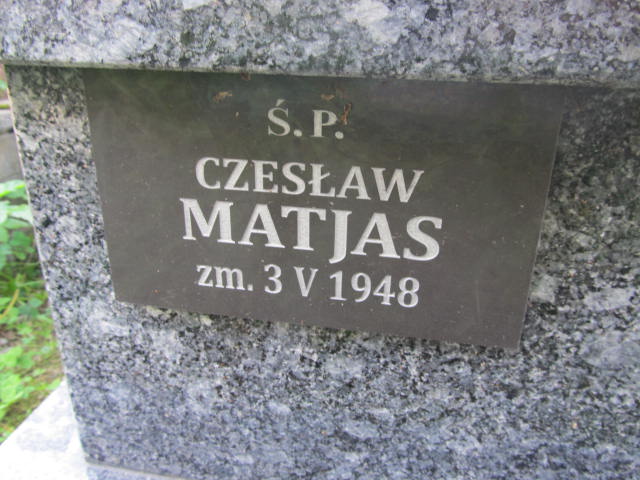 Ś. P.
CZESŁAW
MATJAS
zm. 3 V 1948